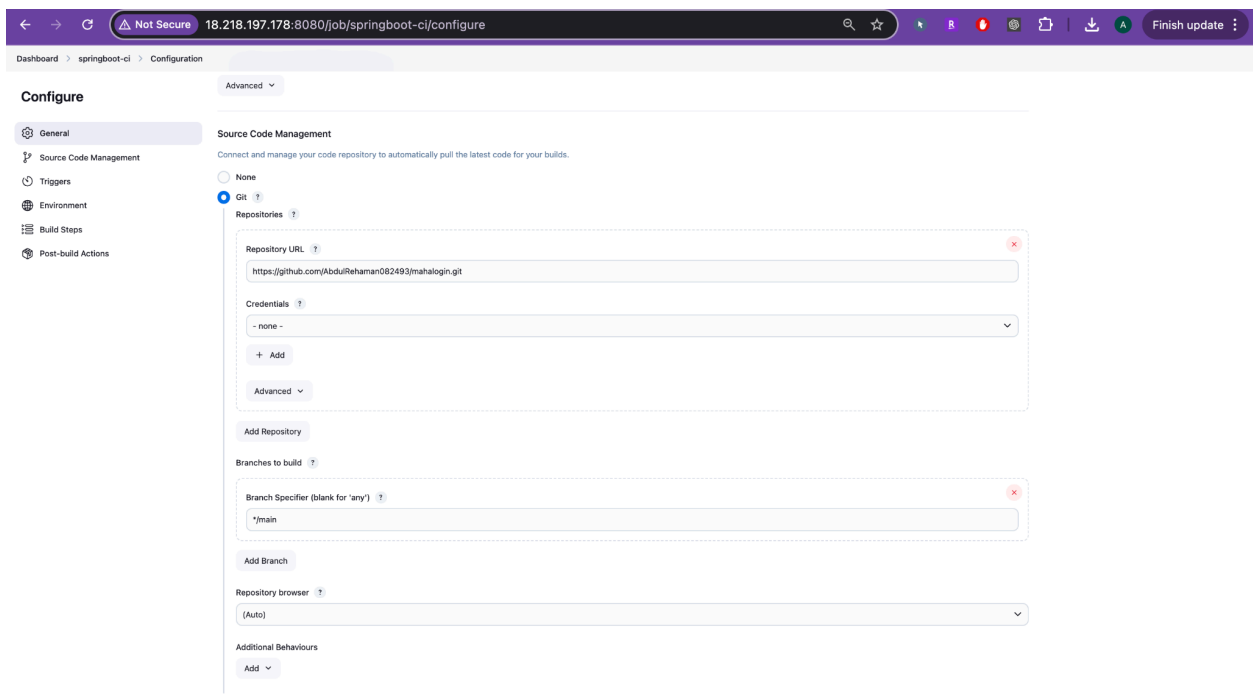 Not Secure 18.218.197.178:8080/job/springboot-ci/configure
R
A
Finish update
Dashboard > springboot-ci > Configuration
Configure
General
Source Code Management
Triggers
Environment
Build Steps
Post-build Actions
Advanced
Source Code Management
Connect and manage your code repository to automatically pull the latest code for your builds.
None
Git ?
Repositories ?
Repository URL ?
https://github.com/AbdulRehaman082493/mahalogin.git
Credentials ?
- none -
+ Add
Advanced
Add Repository
Branches to build ?
Branch Specifier (blank for 'any') ?
*/main
Add Branch
Repository browser ?
(Auto)
Additional Behaviours
Add